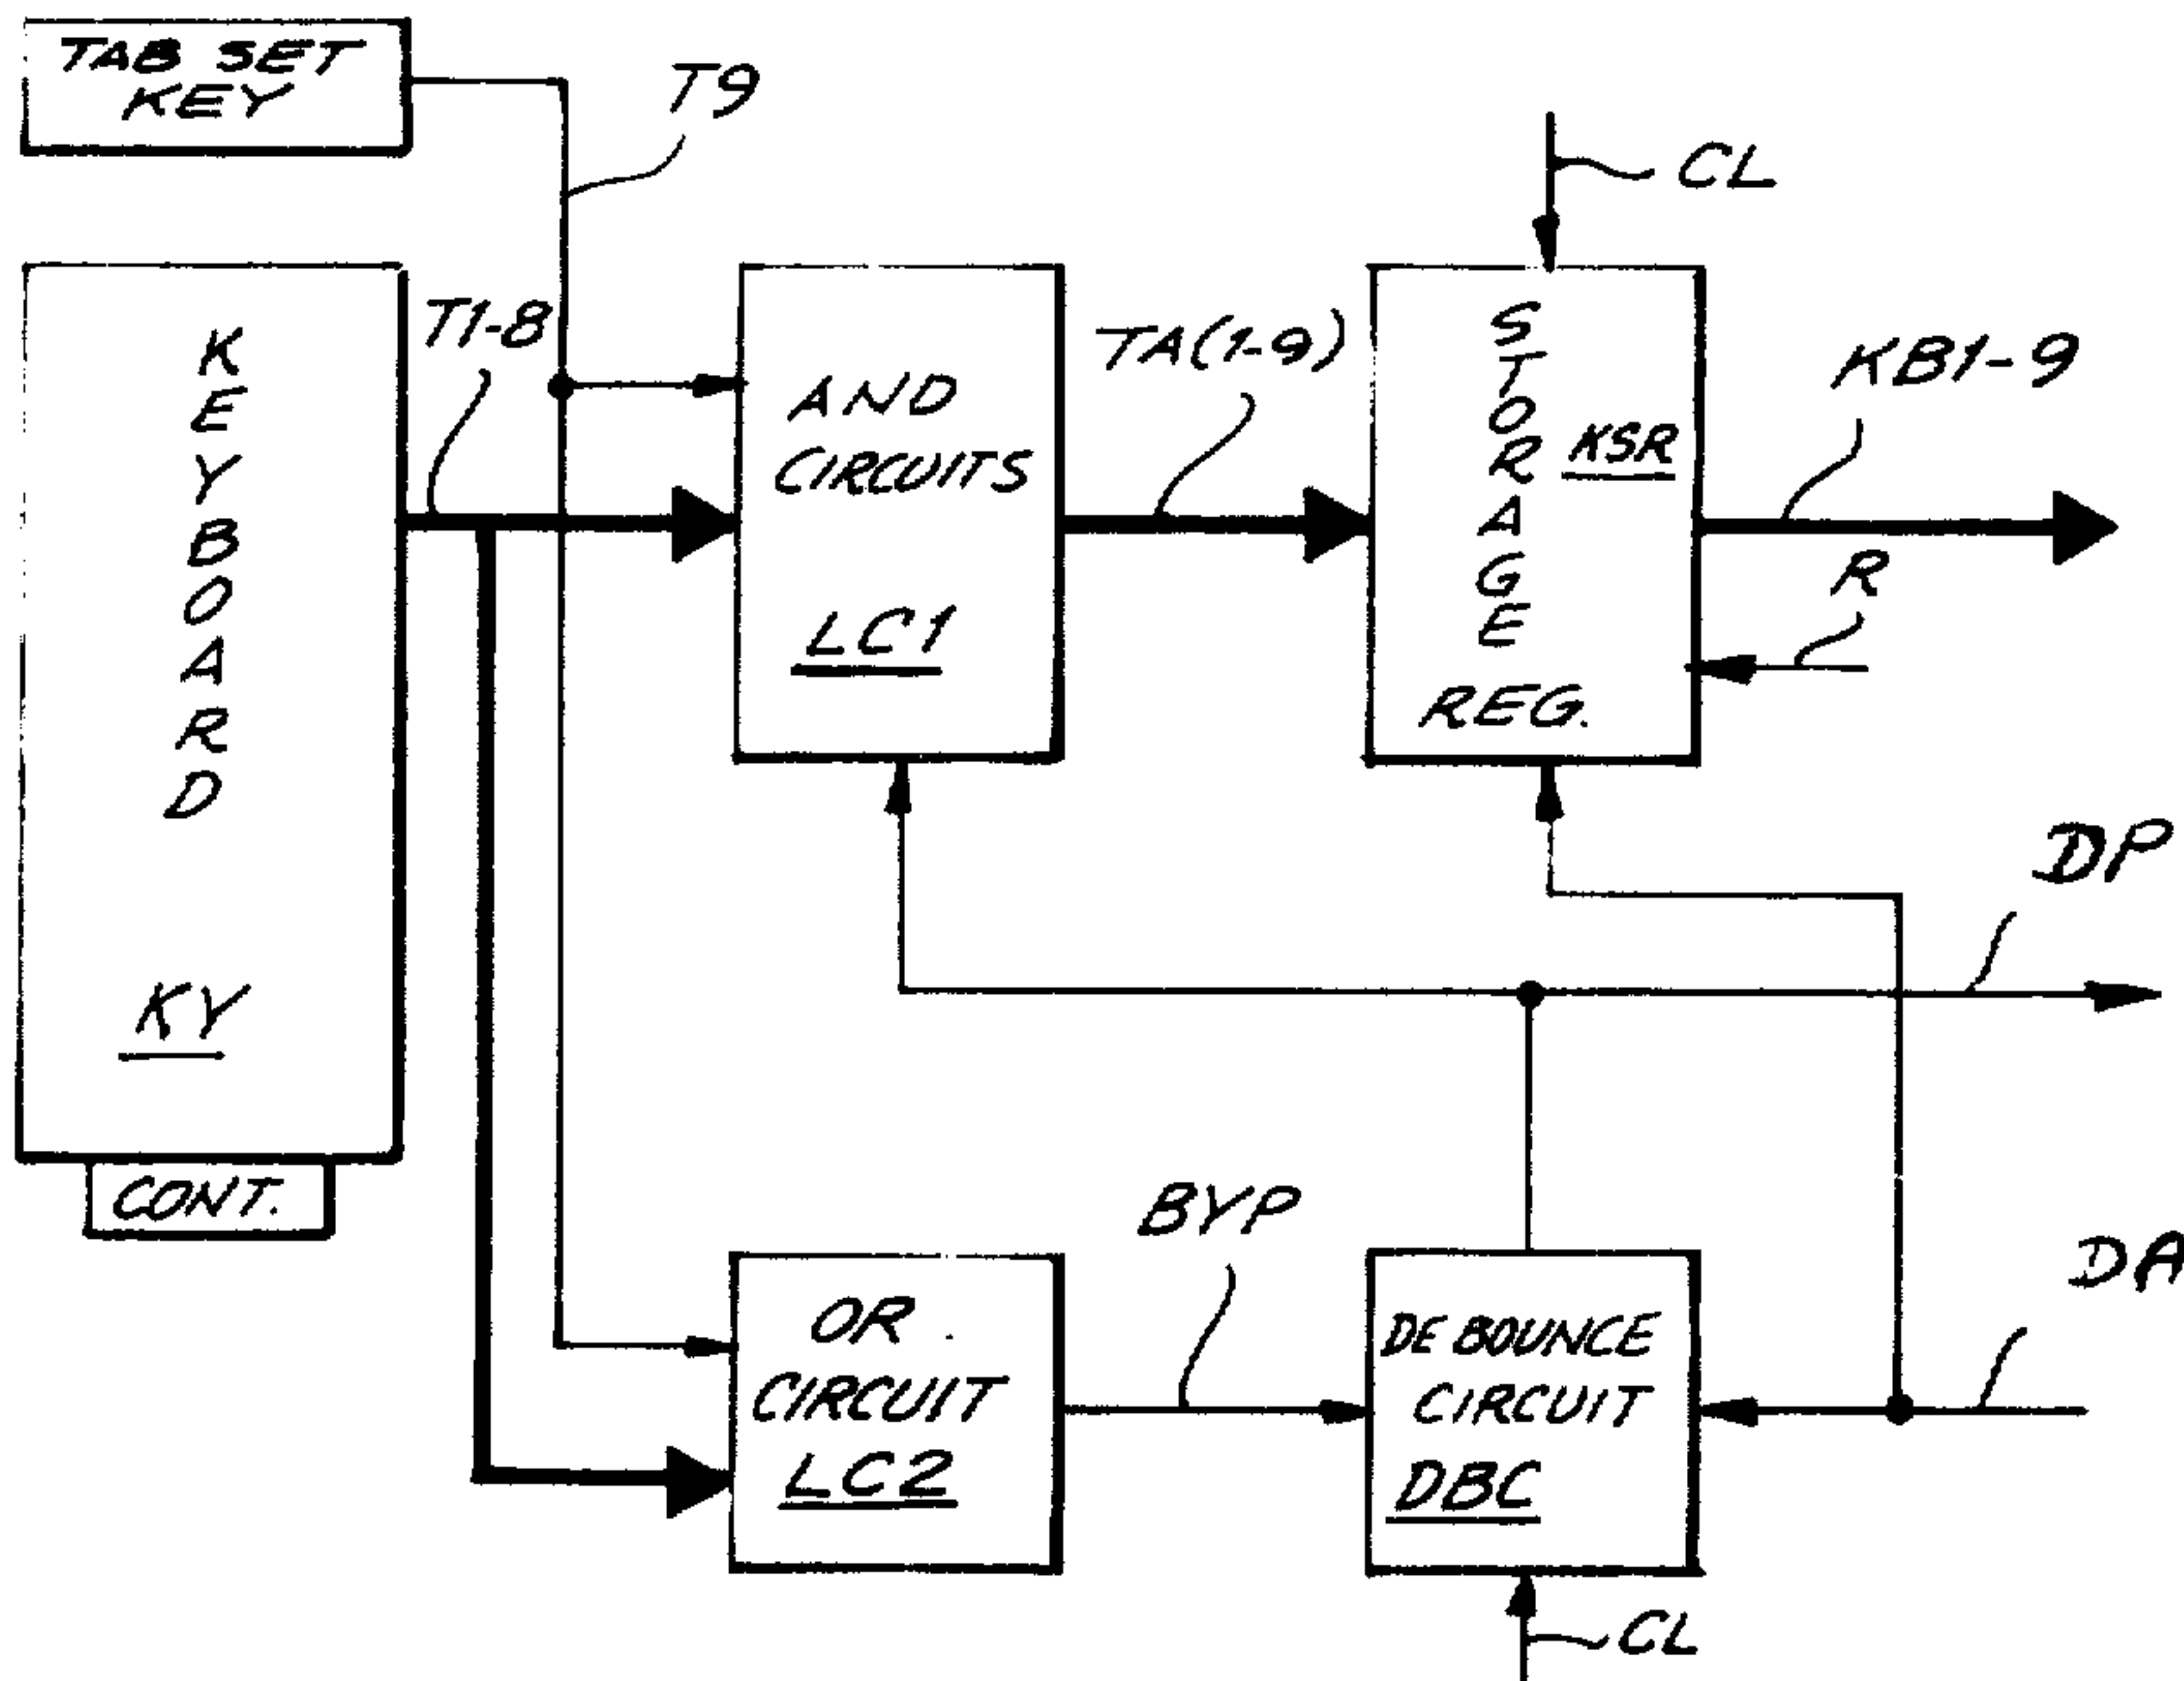 TAB SET
KEY
T9
CL
KEYBOARD
KY
CONT.
T1-8
AND
CIRCUITS
LC1
TA(1-9)
STORAGE
KSR
REG.
KB1-9
R
DP
OR
CIRCUIT
LC2
BYP
DE BOUNCE
CIRCUIT
DBC
DA
CL